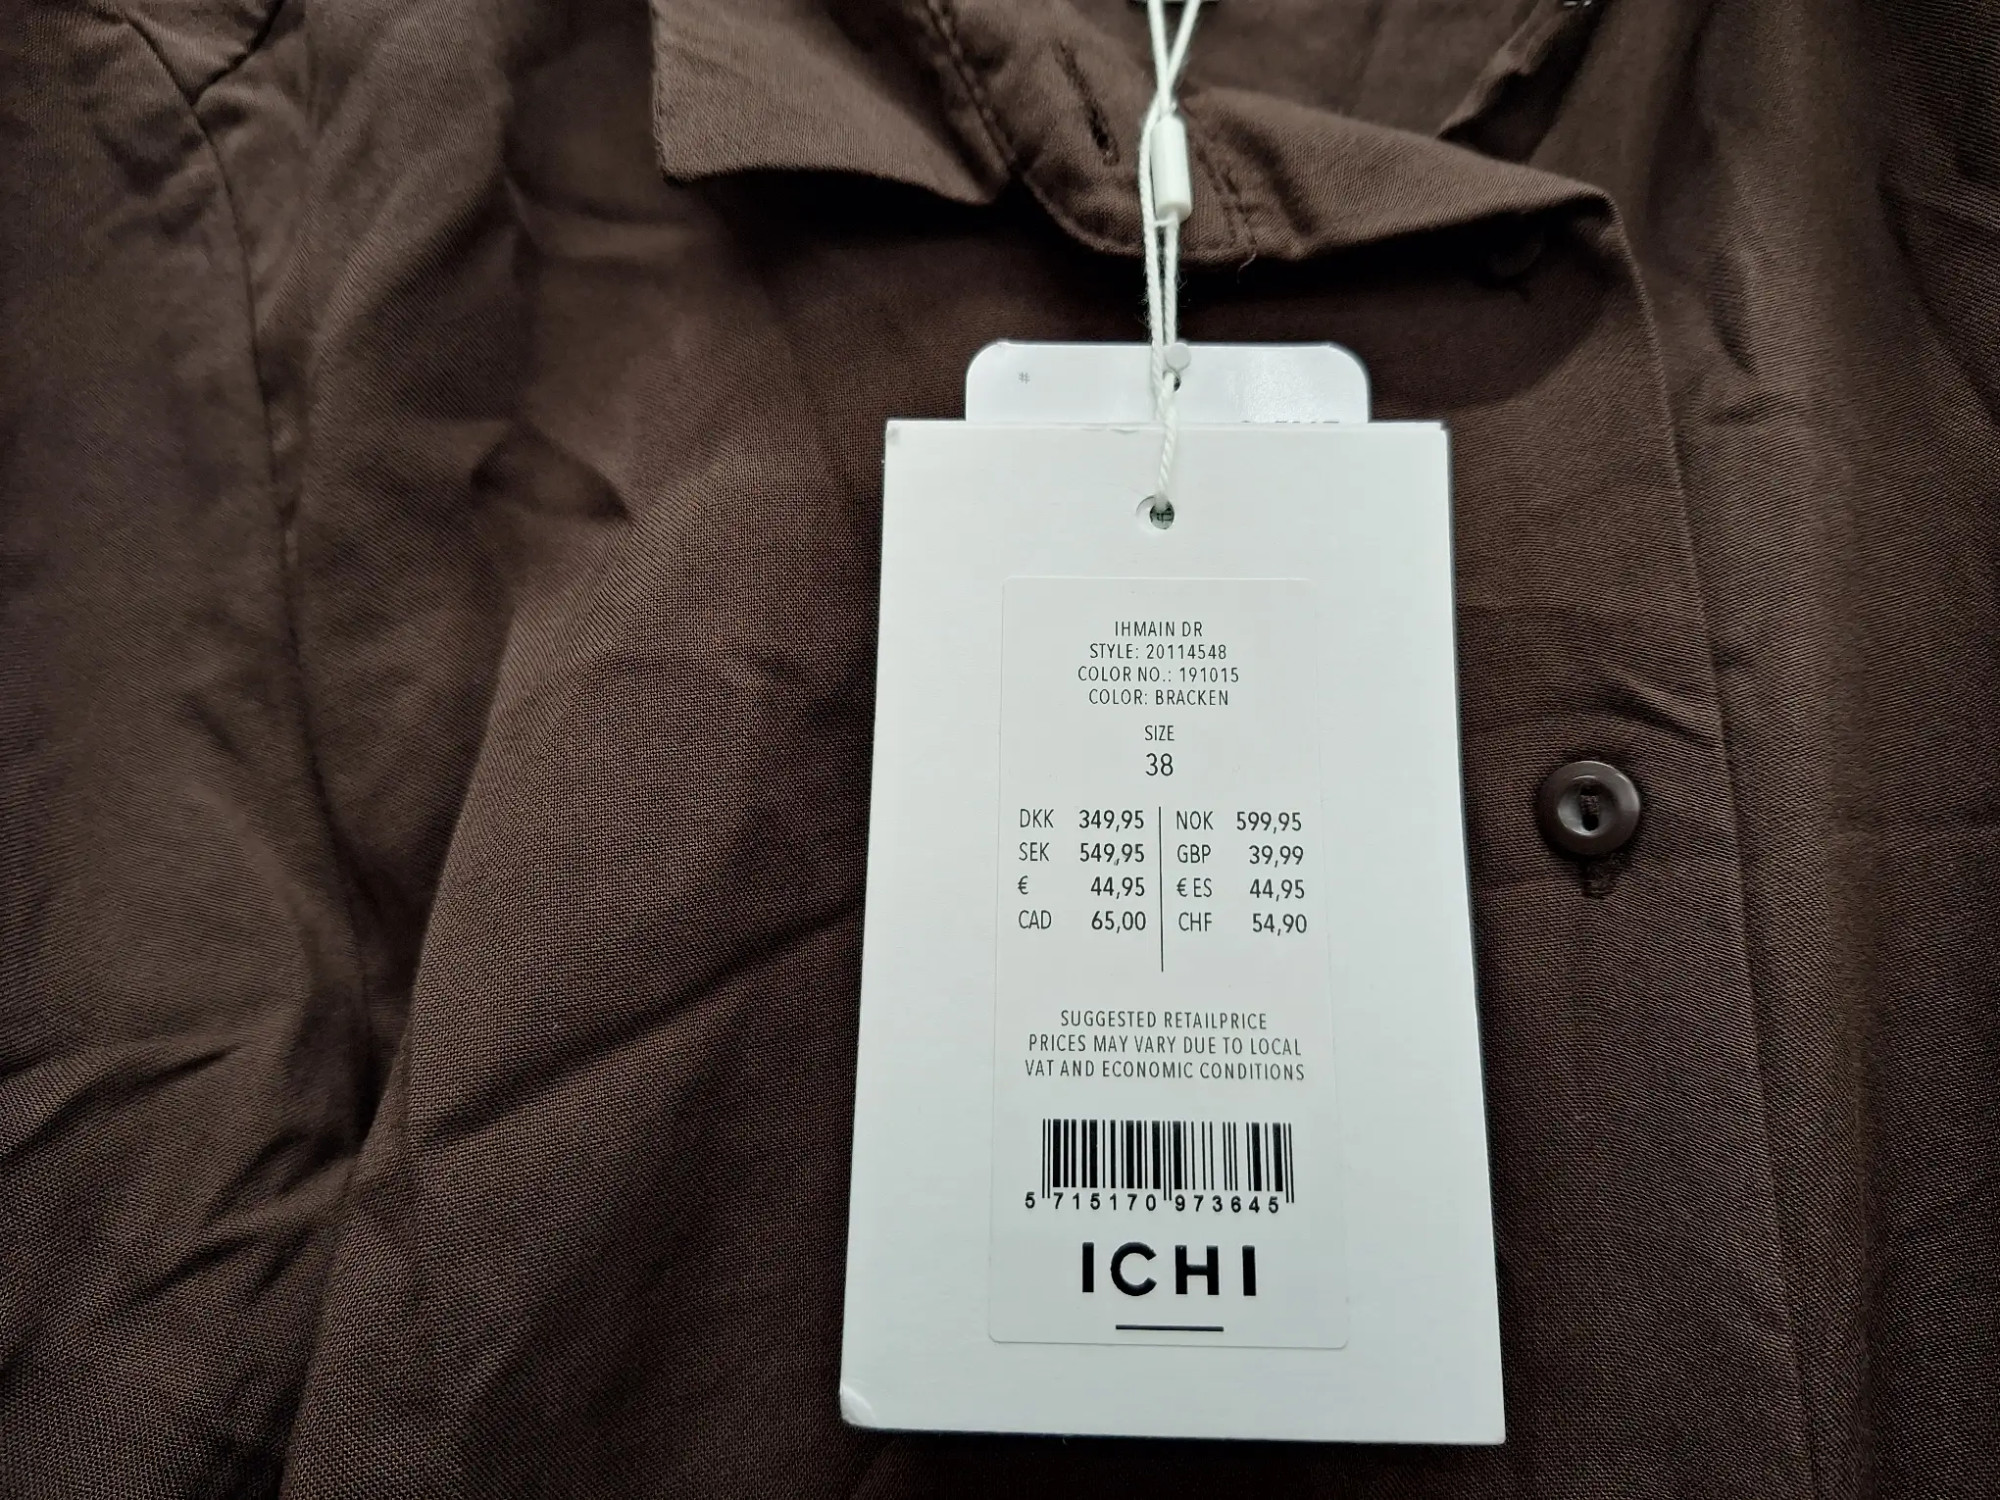 #
IHMAIN DR
STYLE: 20114548
COLOR NO.: 191015
COLOR: BRACKEN
SIZE
38
DKK 349,95 NOK 599,95
SEK 549,95 GBP 39,99
€ 44,95 € ES 44,95
CAD 65,00 CHF 54,90
SUGGESTED RETAILPRICE
PRICES MAY VARY DUE TO LOCAL
VAT AND ECONOMIC CONDITIONS
5 715170 973645
ICHI